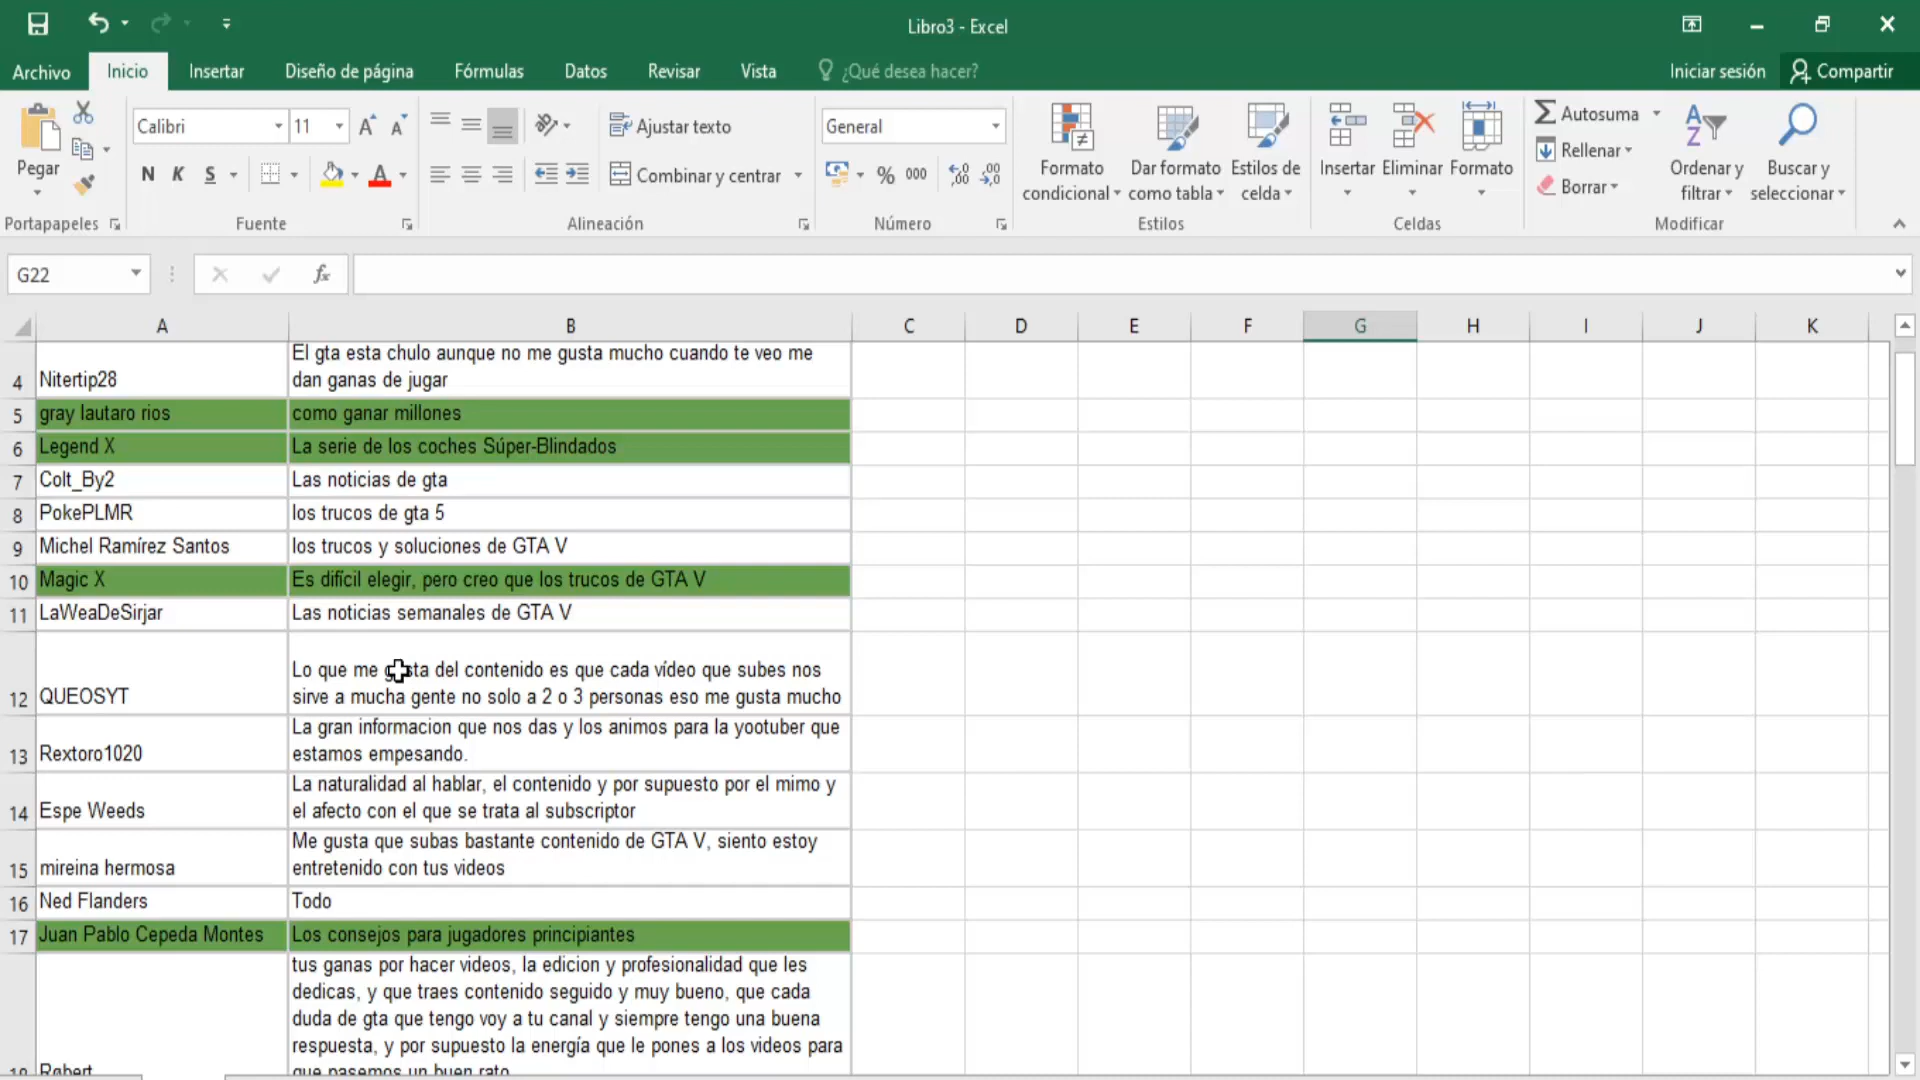 Libro3 - Excel
Archivo Inicio Insertar Diseño de página Fórmulas Datos Revisar Vista ¿Qué desea hacer? Iniciar sesión Compartir
Pegar
Portapapeles
Calibri 11
N K S
Fuente
Ajustar texto
Combinar y centrar
Alineación
General
% 000
Número
Formato condicional
Dar formato como tabla
Estilos de celda
Estilos
Insertar Eliminar Formato
Celdas
Autosuma
Rellenar
Borrar
Ordenar y filtrar
Buscar y seleccionar
Modificar
G22 fx
A B C D E F G H I J K
El gta esta chulo aunque no me gusta mucho cuando te veo me
4 Nitertip28 dan ganas de jugar
5 gray lautaro rios como ganar millones
6 Legend X La serie de los coches Súper-Blindados
7 Colt_By2 Las noticias de gta
8 PokePLMR los trucos de gta 5
9 Michel Ramírez Santos los trucos y soluciones de GTA V
10 Magic X Es difícil elegir, pero creo que los trucos de GTA V
11 LaWeaDeSirjar Las noticias semanales de GTA V
Lo que me gusta del contenido es que cada vídeo que subes nos
12 QUEOSYT sirve a mucha gente no solo a 2 o 3 personas eso me gusta mucho
La gran informacion que nos das y los animos para la yootuber que
13 Rextoro1020 estamos empesando.
La naturalidad al hablar, el contenido y por supuesto por el mimo y
14 Espe Weeds el afecto con el que se trata al subscriptor
Me gusta que subas bastante contenido de GTA V, siento estoy
15 mireina hermosa entretenido con tus videos
16 Ned Flanders Todo
17 Juan Pablo Cepeda Montes Los consejos para jugadores principiantes
tus ganas por hacer videos, la edicion y profesionalidad que les
dedicas, y que traes contenido seguido y muy bueno, que cada
duda de gta que tengo voy a tu canal y siempre tengo una buena
respuesta, y por supuesto la energía que le pones a los videos para
Røbert que pasemos un buen rato